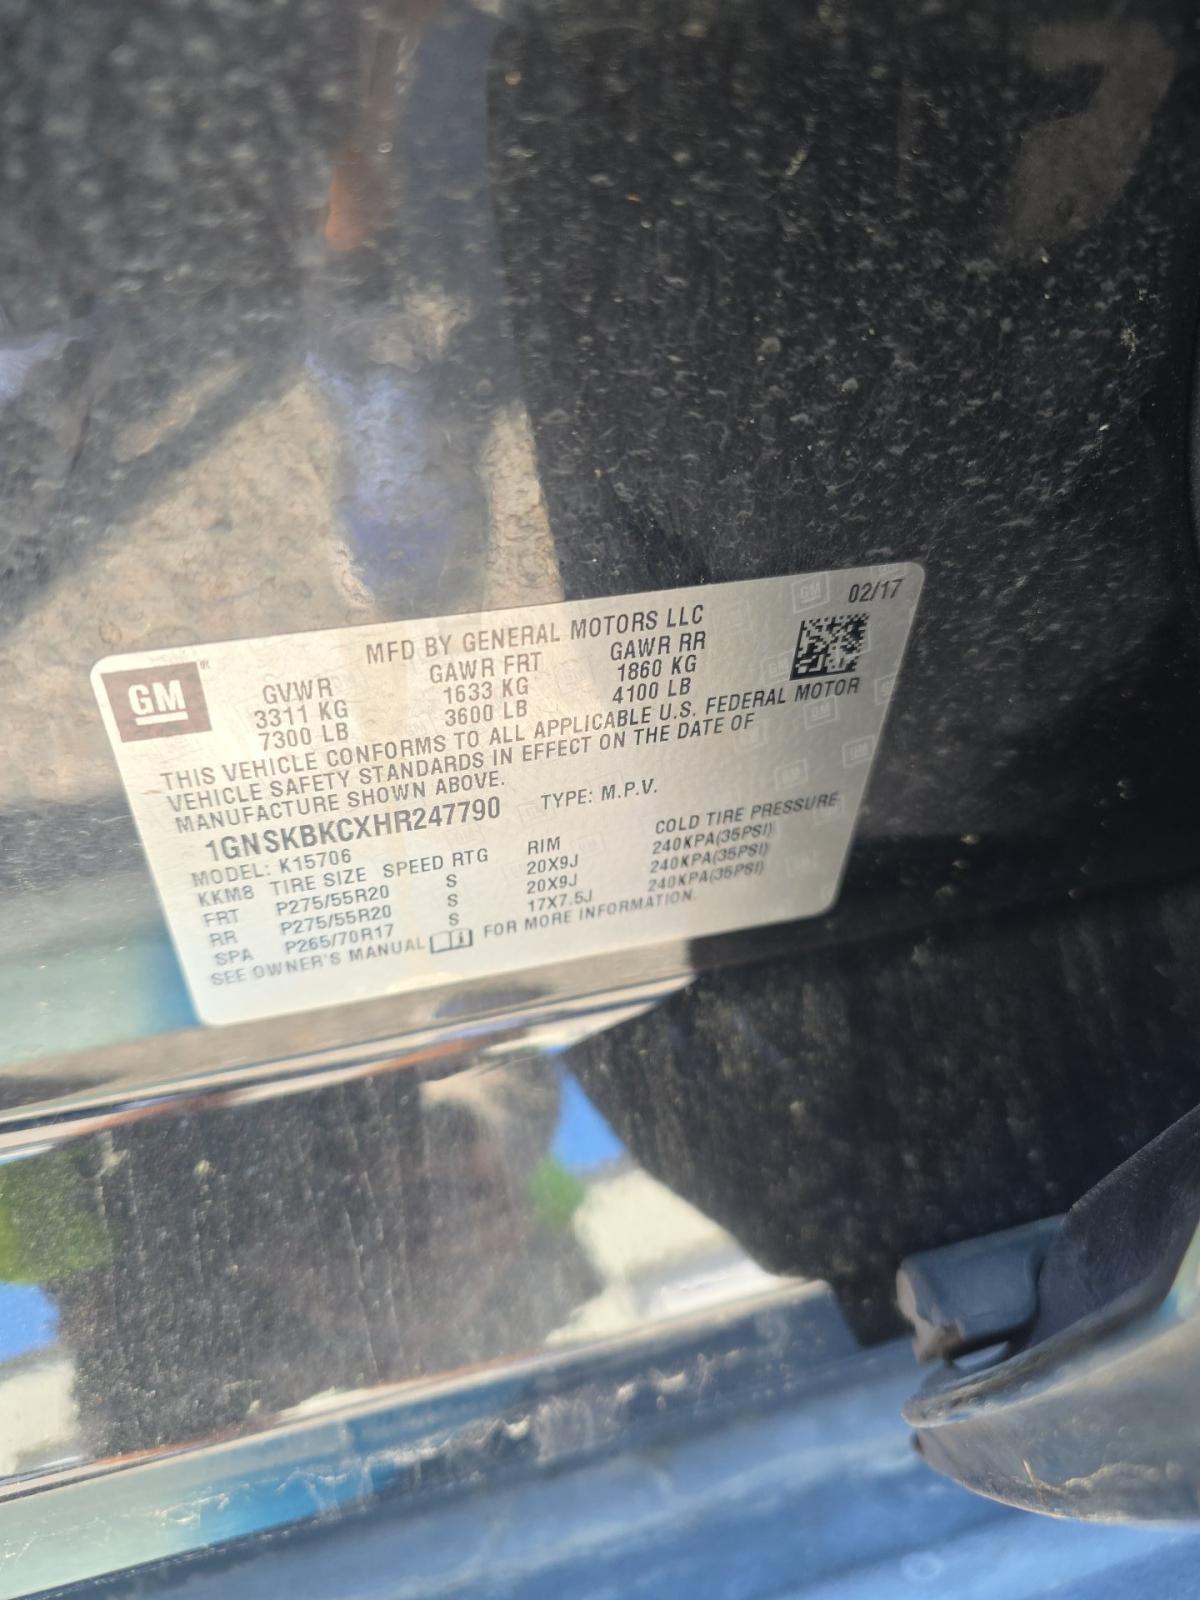 02/17
MFD BY GENERAL MOTORS LLC
GM
GVWR GAWR FRT GAWR RR
3311 KG 1633 KG 1860 KG
7300 LB 3600 LB 4100 LB
THIS VEHICLE CONFORMS TO ALL APPLICABLE U.S. FEDERAL MOTOR
VEHICLE SAFETY STANDARDS IN EFFECT ON THE DATE OF
MANUFACTURE SHOWN ABOVE.
1GNSKBKCXHR247790 TYPE: M.P.V.
MODEL: K15706
KKM8 TIRE SIZE SPEED RTG RIM COLD TIRE PRESSURE
FRT P275/55R20 S 20X9J 240KPA(35PSI)
RR P275/55R20 S 20X9J 240KPA(35PSI)
SPA P265/70R17 S 17X7.5J 240KPA(35PSI)
SEE OWNER'S MANUAL FOR MORE INFORMATION.